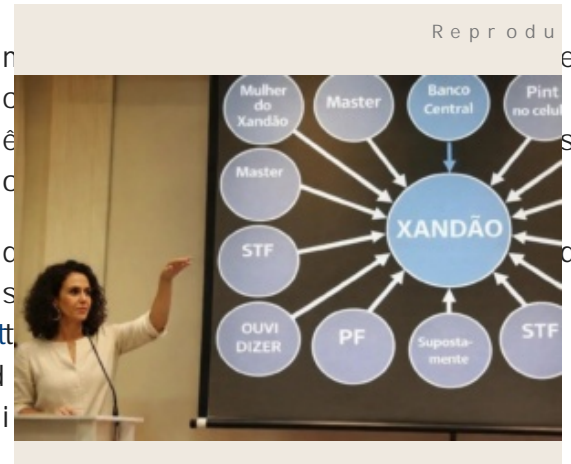 Reprodu
Mulher
do
Xandão
Master
Banco
Central
Pint
no celul
Master
XANDÃO
STF
OUVI
DIZER
PF
Suposta-
mente
STF